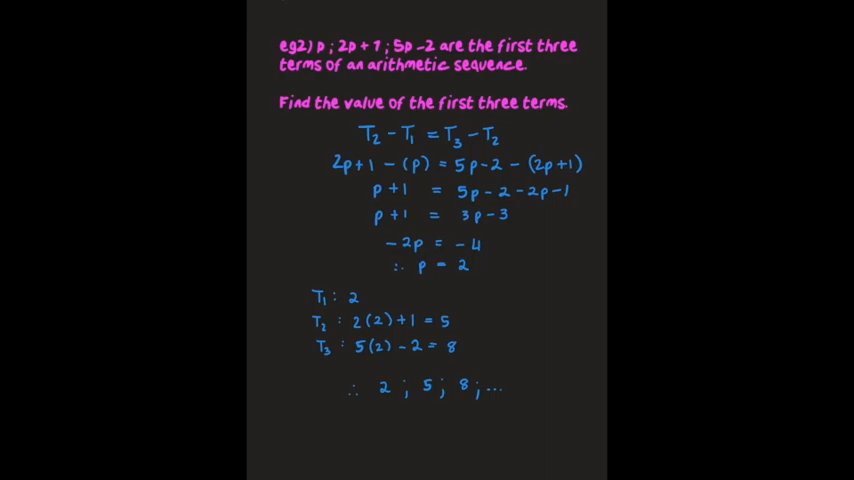 eg2) p ; 2p + 1 ; 5p - 2 are the first three
terms of an arithmetic sequence.
Find the value of the first three terms.
T₂ - T₁ = T₃ - T₂
2p+1 - (p) = 5p - 2 - (2p+1)
p + 1 = 5p - 2 - 2p - 1
p + 1 = 3p - 3
-2p = -4
∴ p = 2
T₁ : 2
T₂ : 2(2) + 1 = 5
T₃ : 5(2) - 2 = 8
∴ 2 ; 5 ; 8 ; ...